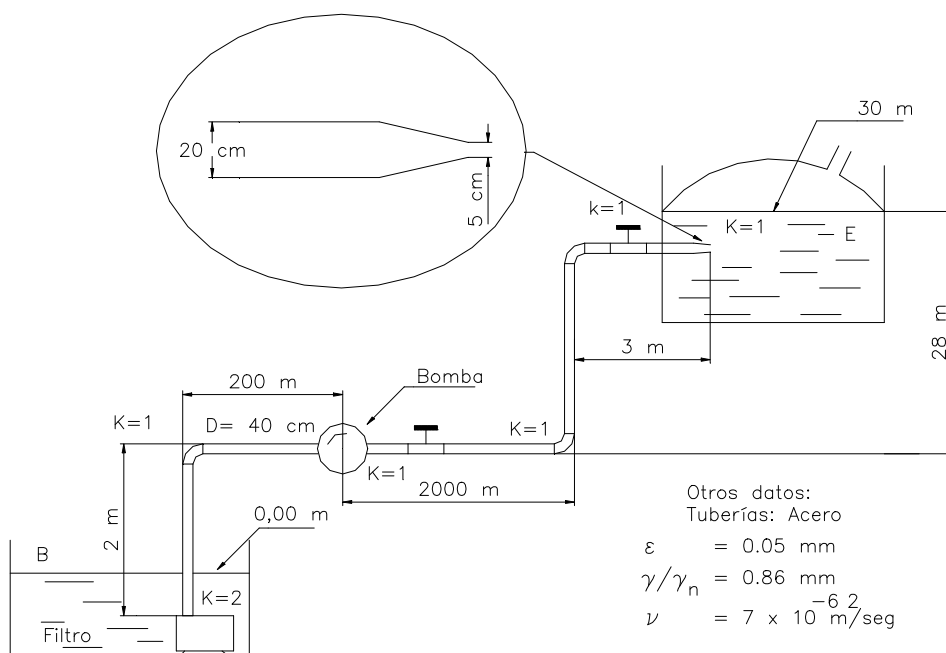 30 m
20 cm
5 cm
k=1
K=1
E
28 m
3 m
200 m
Bomba
K=1
D= 40 cm
K=1
K=1
2000 m
2 m
0,00 m
B
K=2
Filtro
Otros datos:
Tuberías: Acero
ε = 0.05 mm
γ/γn = 0.86 mm
ν = 7 x 10^-6 m^2/seg